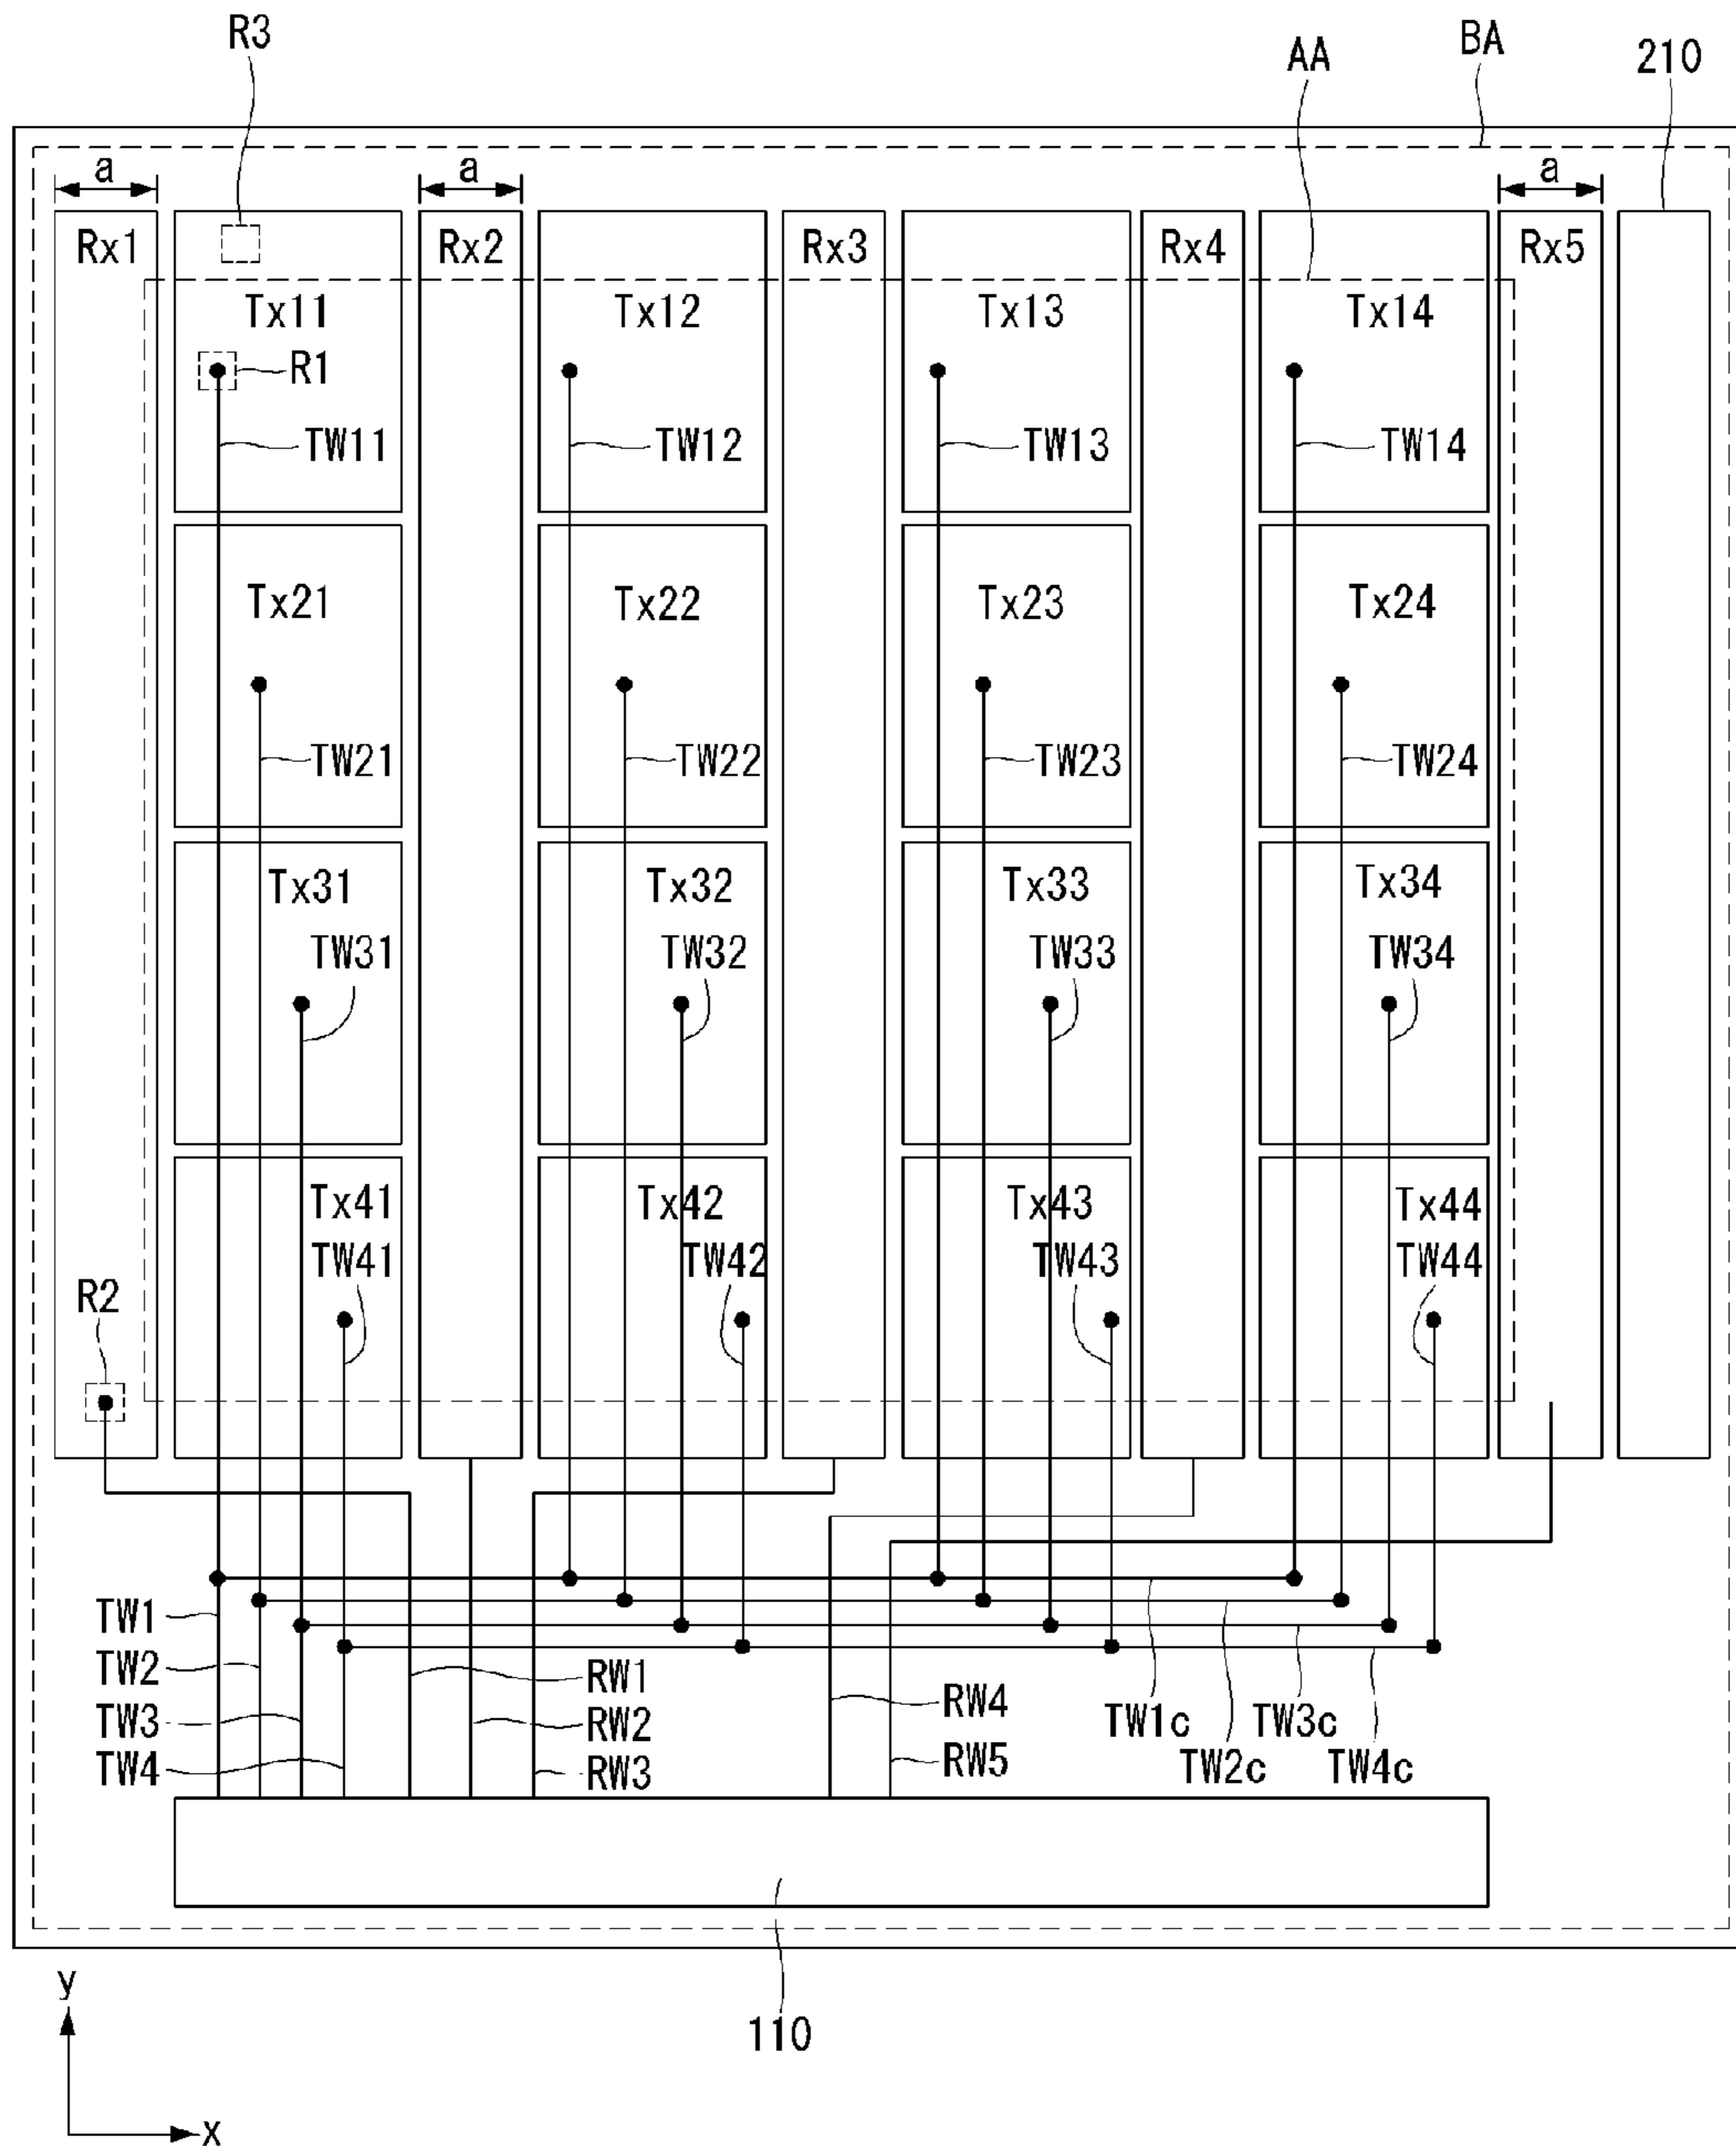 R3
AA
BA
210
a
a
a
Rx1
Rx2
Rx3
Rx4
Rx5
Tx11
Tx12
Tx13
Tx14
R1
TW11
TW12
TW13
TW14
Tx21
Tx22
Tx23
Tx24
TW21
TW22
TW23
TW24
Tx31
Tx32
Tx33
Tx34
TW31
TW32
TW33
TW34
Tx41
Tx42
Tx43
Tx44
TW41
TW42
TW43
TW44
R2
TW1
TW2
TW3
TW4
RW1
RW2
RW3
RW4
RW5
TW1c
TW3c
TW2c
TW4c
y
110
x